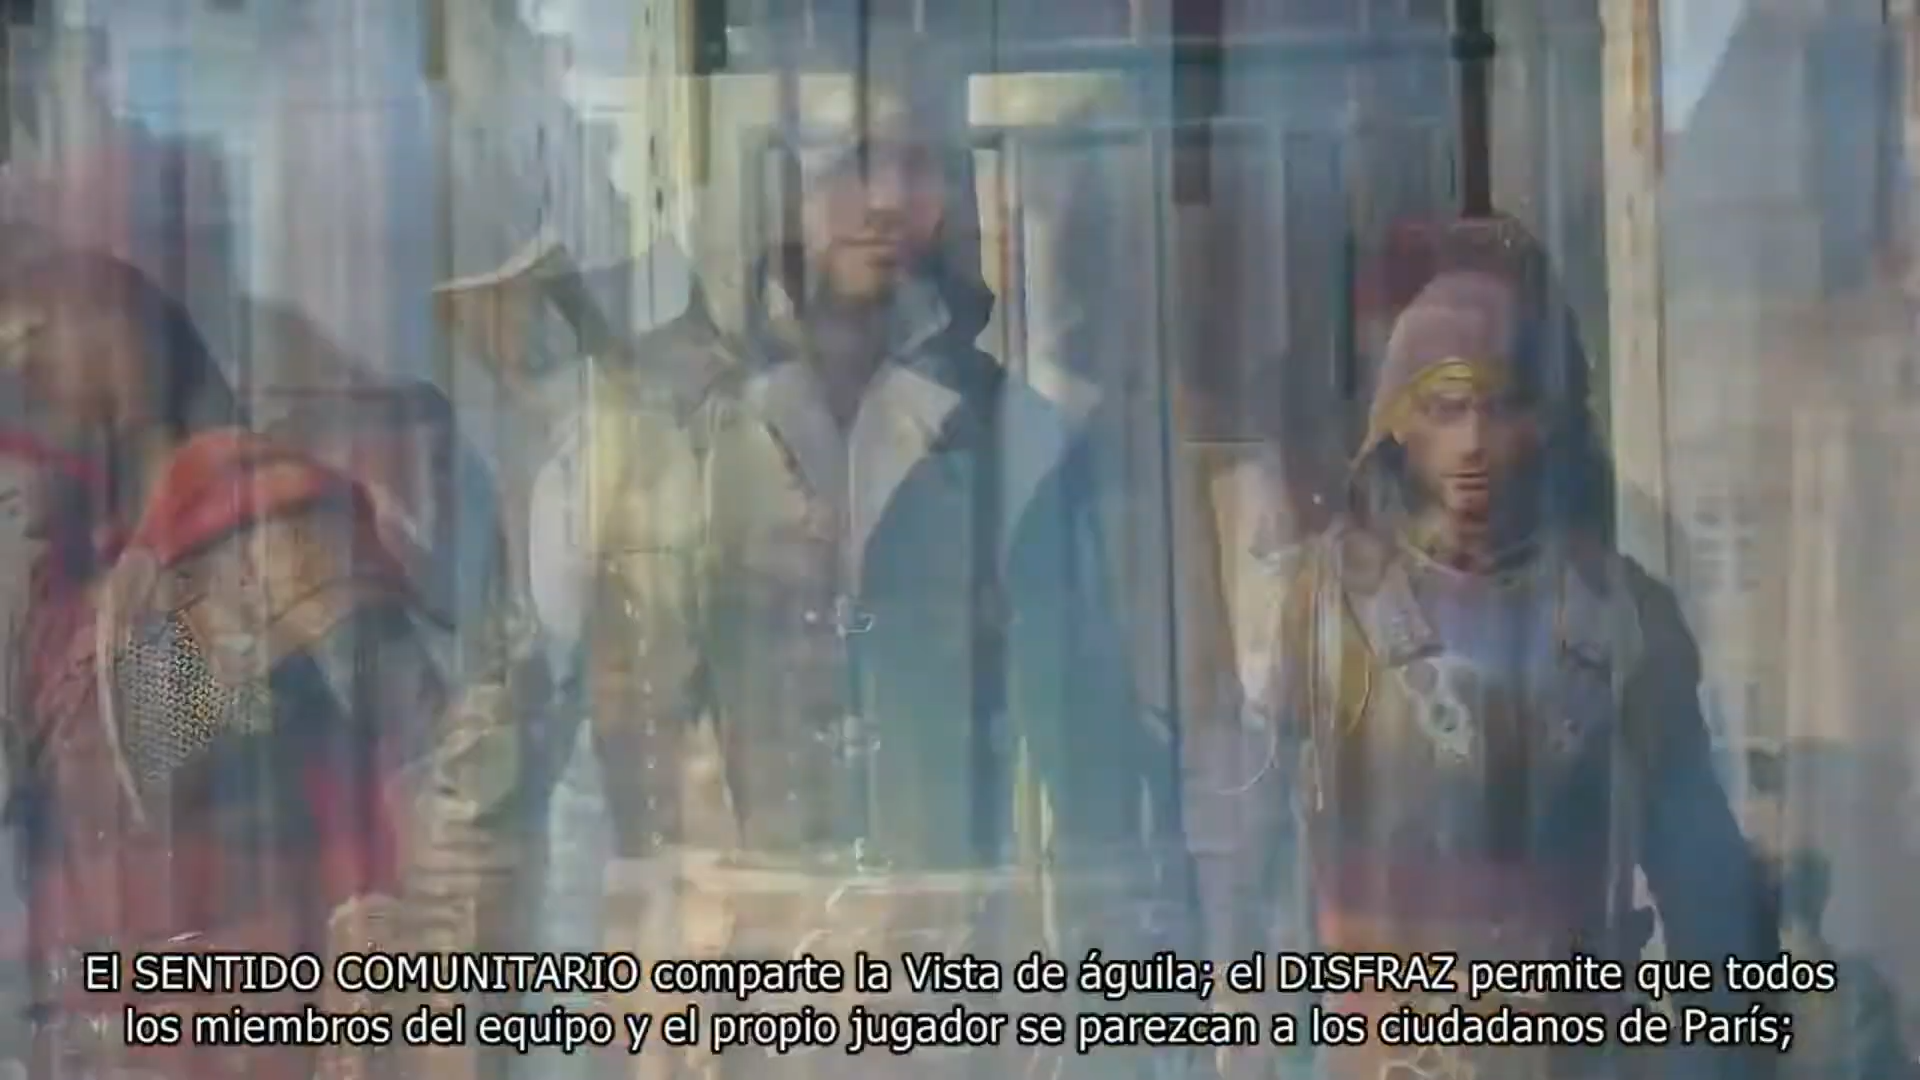 El SENTIDO COMUNITARIO comparte la Vista de águila; el DISFRAZ permite que todos
los miembros del equipo y el propio jugador se parezcan a los ciudadanos de París;